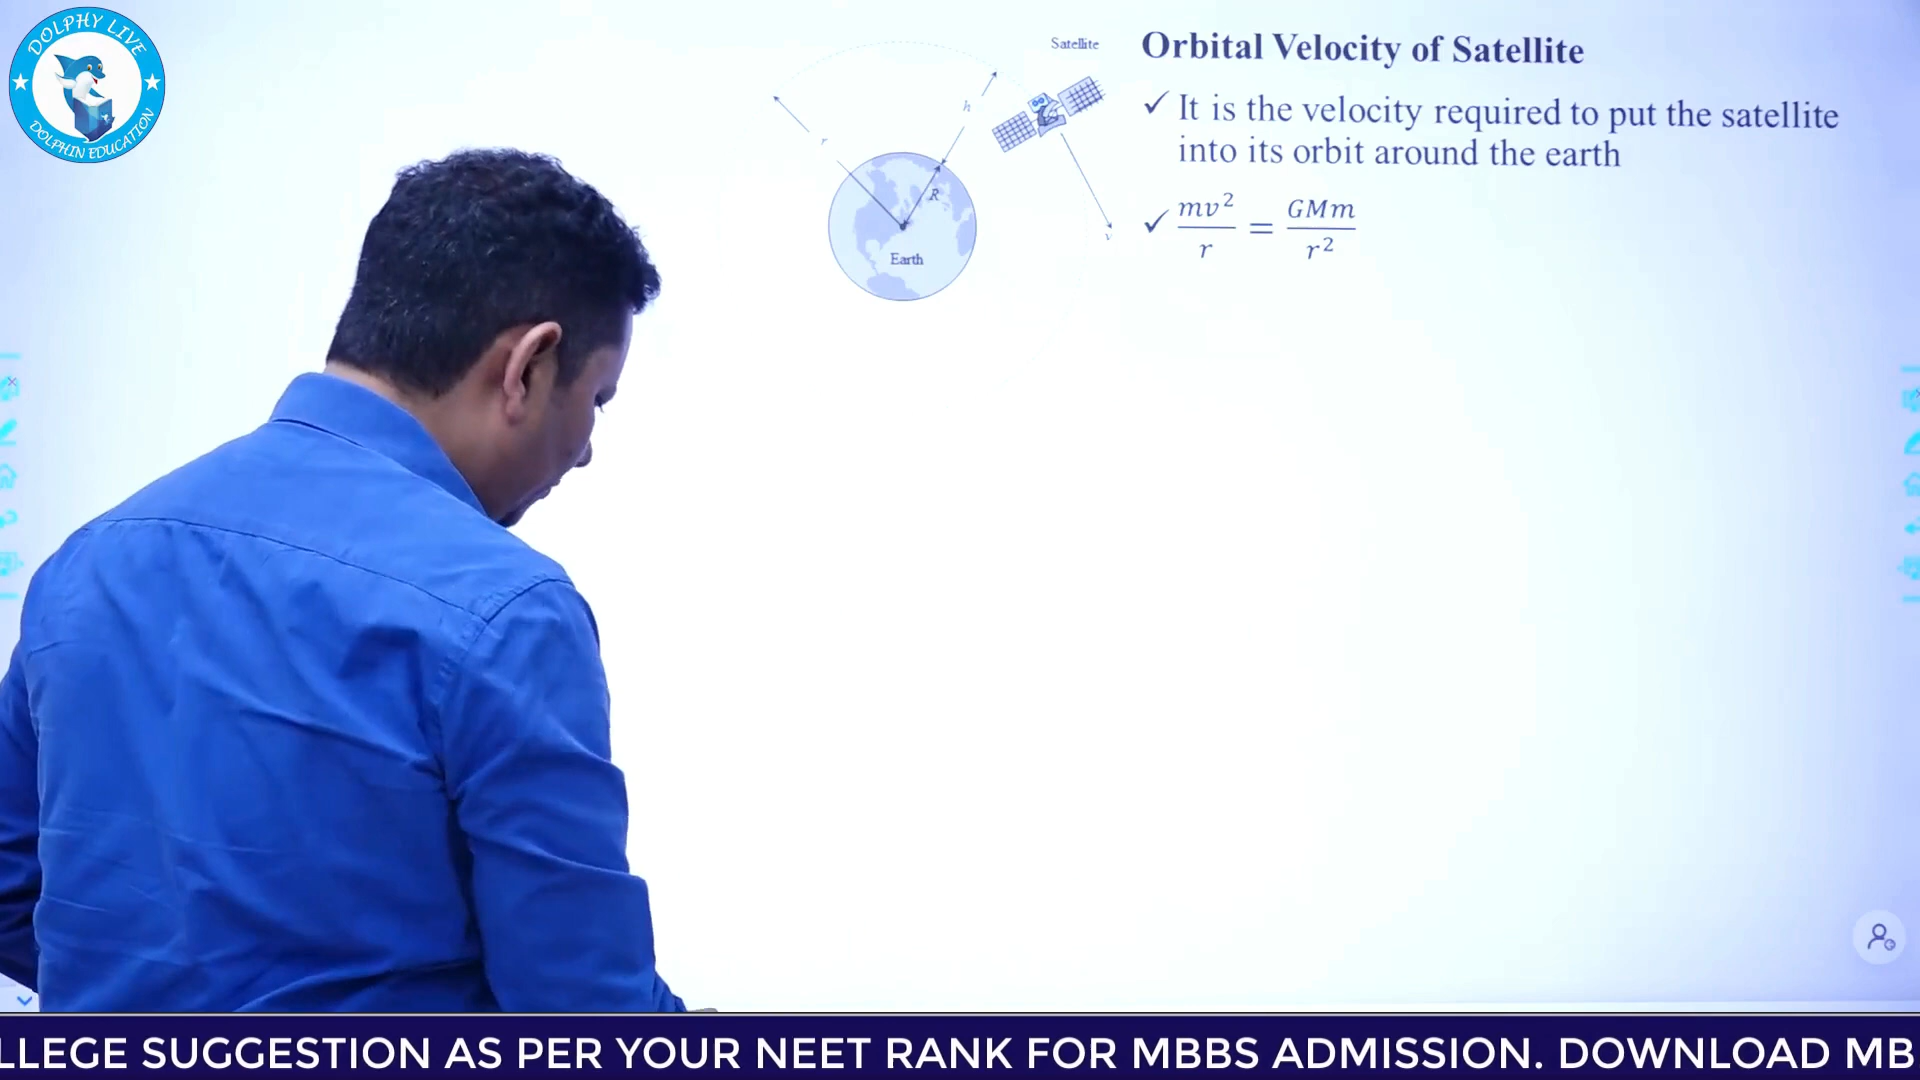 DOLPHY LIVE
DOLPHIN EDUCATION
Satellite
h
r
R
Earth
v
Orbital Velocity of Satellite
✓ It is the velocity required to put the satellite
into its orbit around the earth
✓ mv²/r = GMm/r²
LLEGE SUGGESTION AS PER YOUR NEET RANK FOR MBBS ADMISSION. DOWNLOAD MB